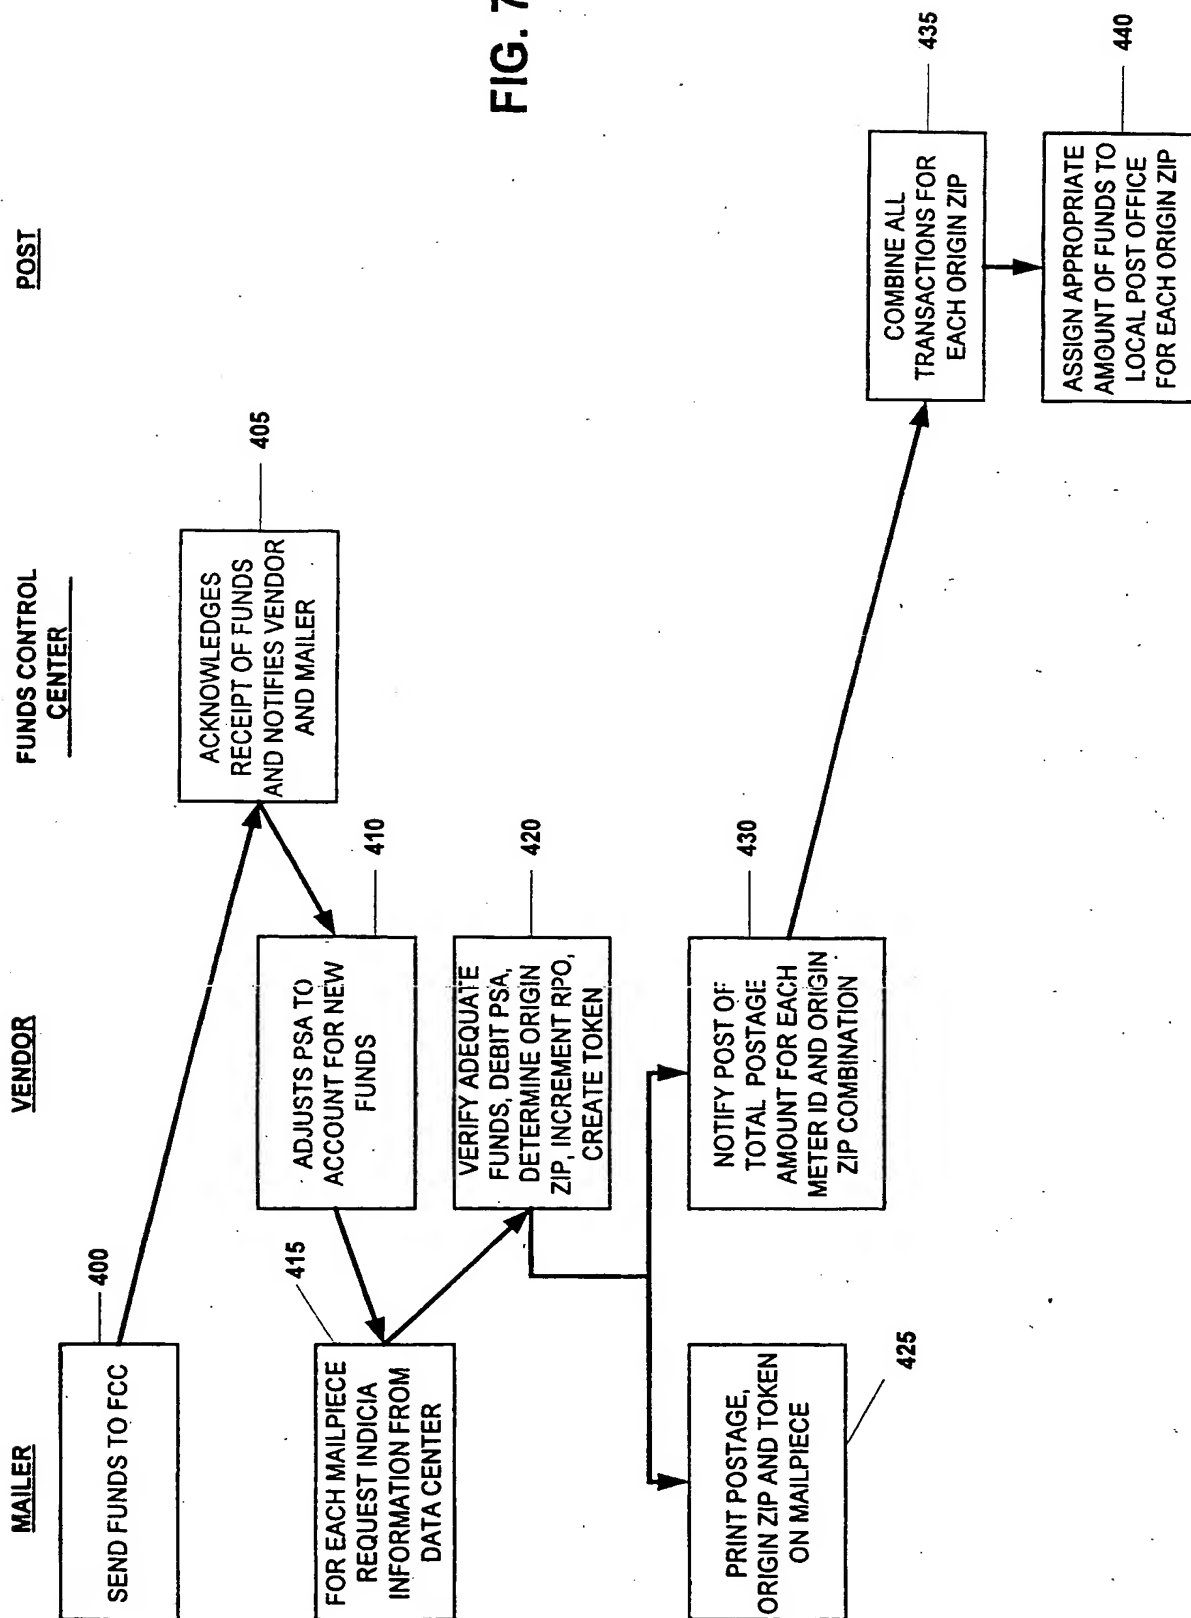 MAILER
VENDOR
FUNDS CONTROL
CENTER
POST
SEND FUNDS TO FCC
400
ACKNOWLEDGES
RECEIPT OF FUNDS
AND NOTIFIES VENDOR
AND MAILER
405
ADJUSTS PSA TO
ACCOUNT FOR NEW
FUNDS
410
FOR EACH MAILPIECE
REQUEST INDICIA
INFORMATION FROM
DATA CENTER
415
VERIFY ADEQUATE
FUNDS, DEBIT PSA,
DETERMINE ORIGIN
ZIP, INCREMENT RPO,
CREATE TOKEN
420
PRINT POSTAGE,
ORIGIN ZIP AND TOKEN
ON MAILPIECE
425
NOTIFY POST OF
TOTAL POSTAGE
AMOUNT FOR EACH
METER ID AND ORIGIN
ZIP COMBINATION
430
COMBINE ALL
TRANSACTIONS FOR
EACH ORIGIN ZIP
435
ASSIGN APPROPRIATE
AMOUNT OF FUNDS TO
LOCAL POST OFFICE
FOR EACH ORIGIN ZIP
440
FIG. 7